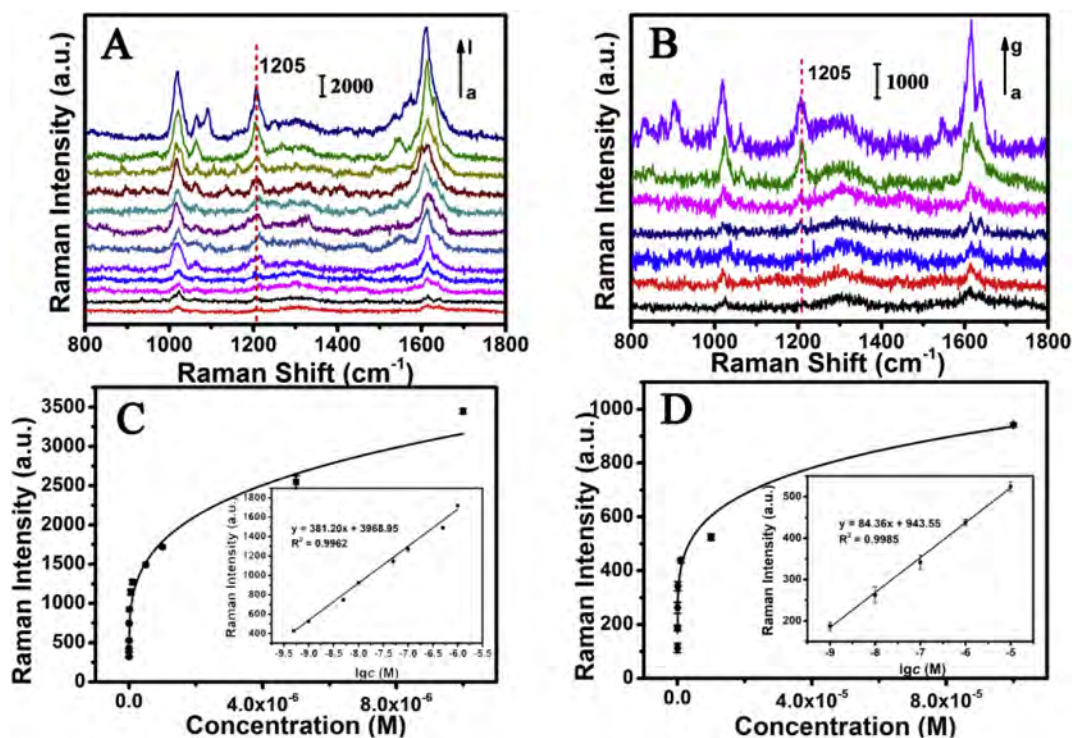 A
1205
2000
l
a
Raman Intensity (a.u.)
800 1000 1200 1400 1600 1800
Raman Shift (cm⁻¹)
B
1205
1000
g
a
Raman Intensity (a.u.)
800 1000 1200 1400 1600 1800
Raman Shift (cm⁻¹)
C
Raman Intensity (a.u.)
3500
3000
2500
2000
1500
1250
1000
750
500
250
0
0.0 4.0x10⁻⁶ 8.0x10⁻⁶
Concentration (M)
Raman Intensity (a.u.)
1800
1600
1400
1200
1000
800
600
400
y = 381.20x + 3968.95
R² = 0.9962
-9.5 -9.0 -8.5 -8.0 -7.5 -7.0 -6.5 -6.0 -5.5
lgc (M)
D
Raman Intensity (a.u.)
1000
800
600
400
200
0
0.0 4.0x10⁻⁵ 8.0x10⁻⁵
Concentration (M)
Raman Intensity (a.u.)
500
400
300
200
y = 84.36x + 943.55
R² = 0.9985
-9 -8 -7 -6 -5
lgc (M)